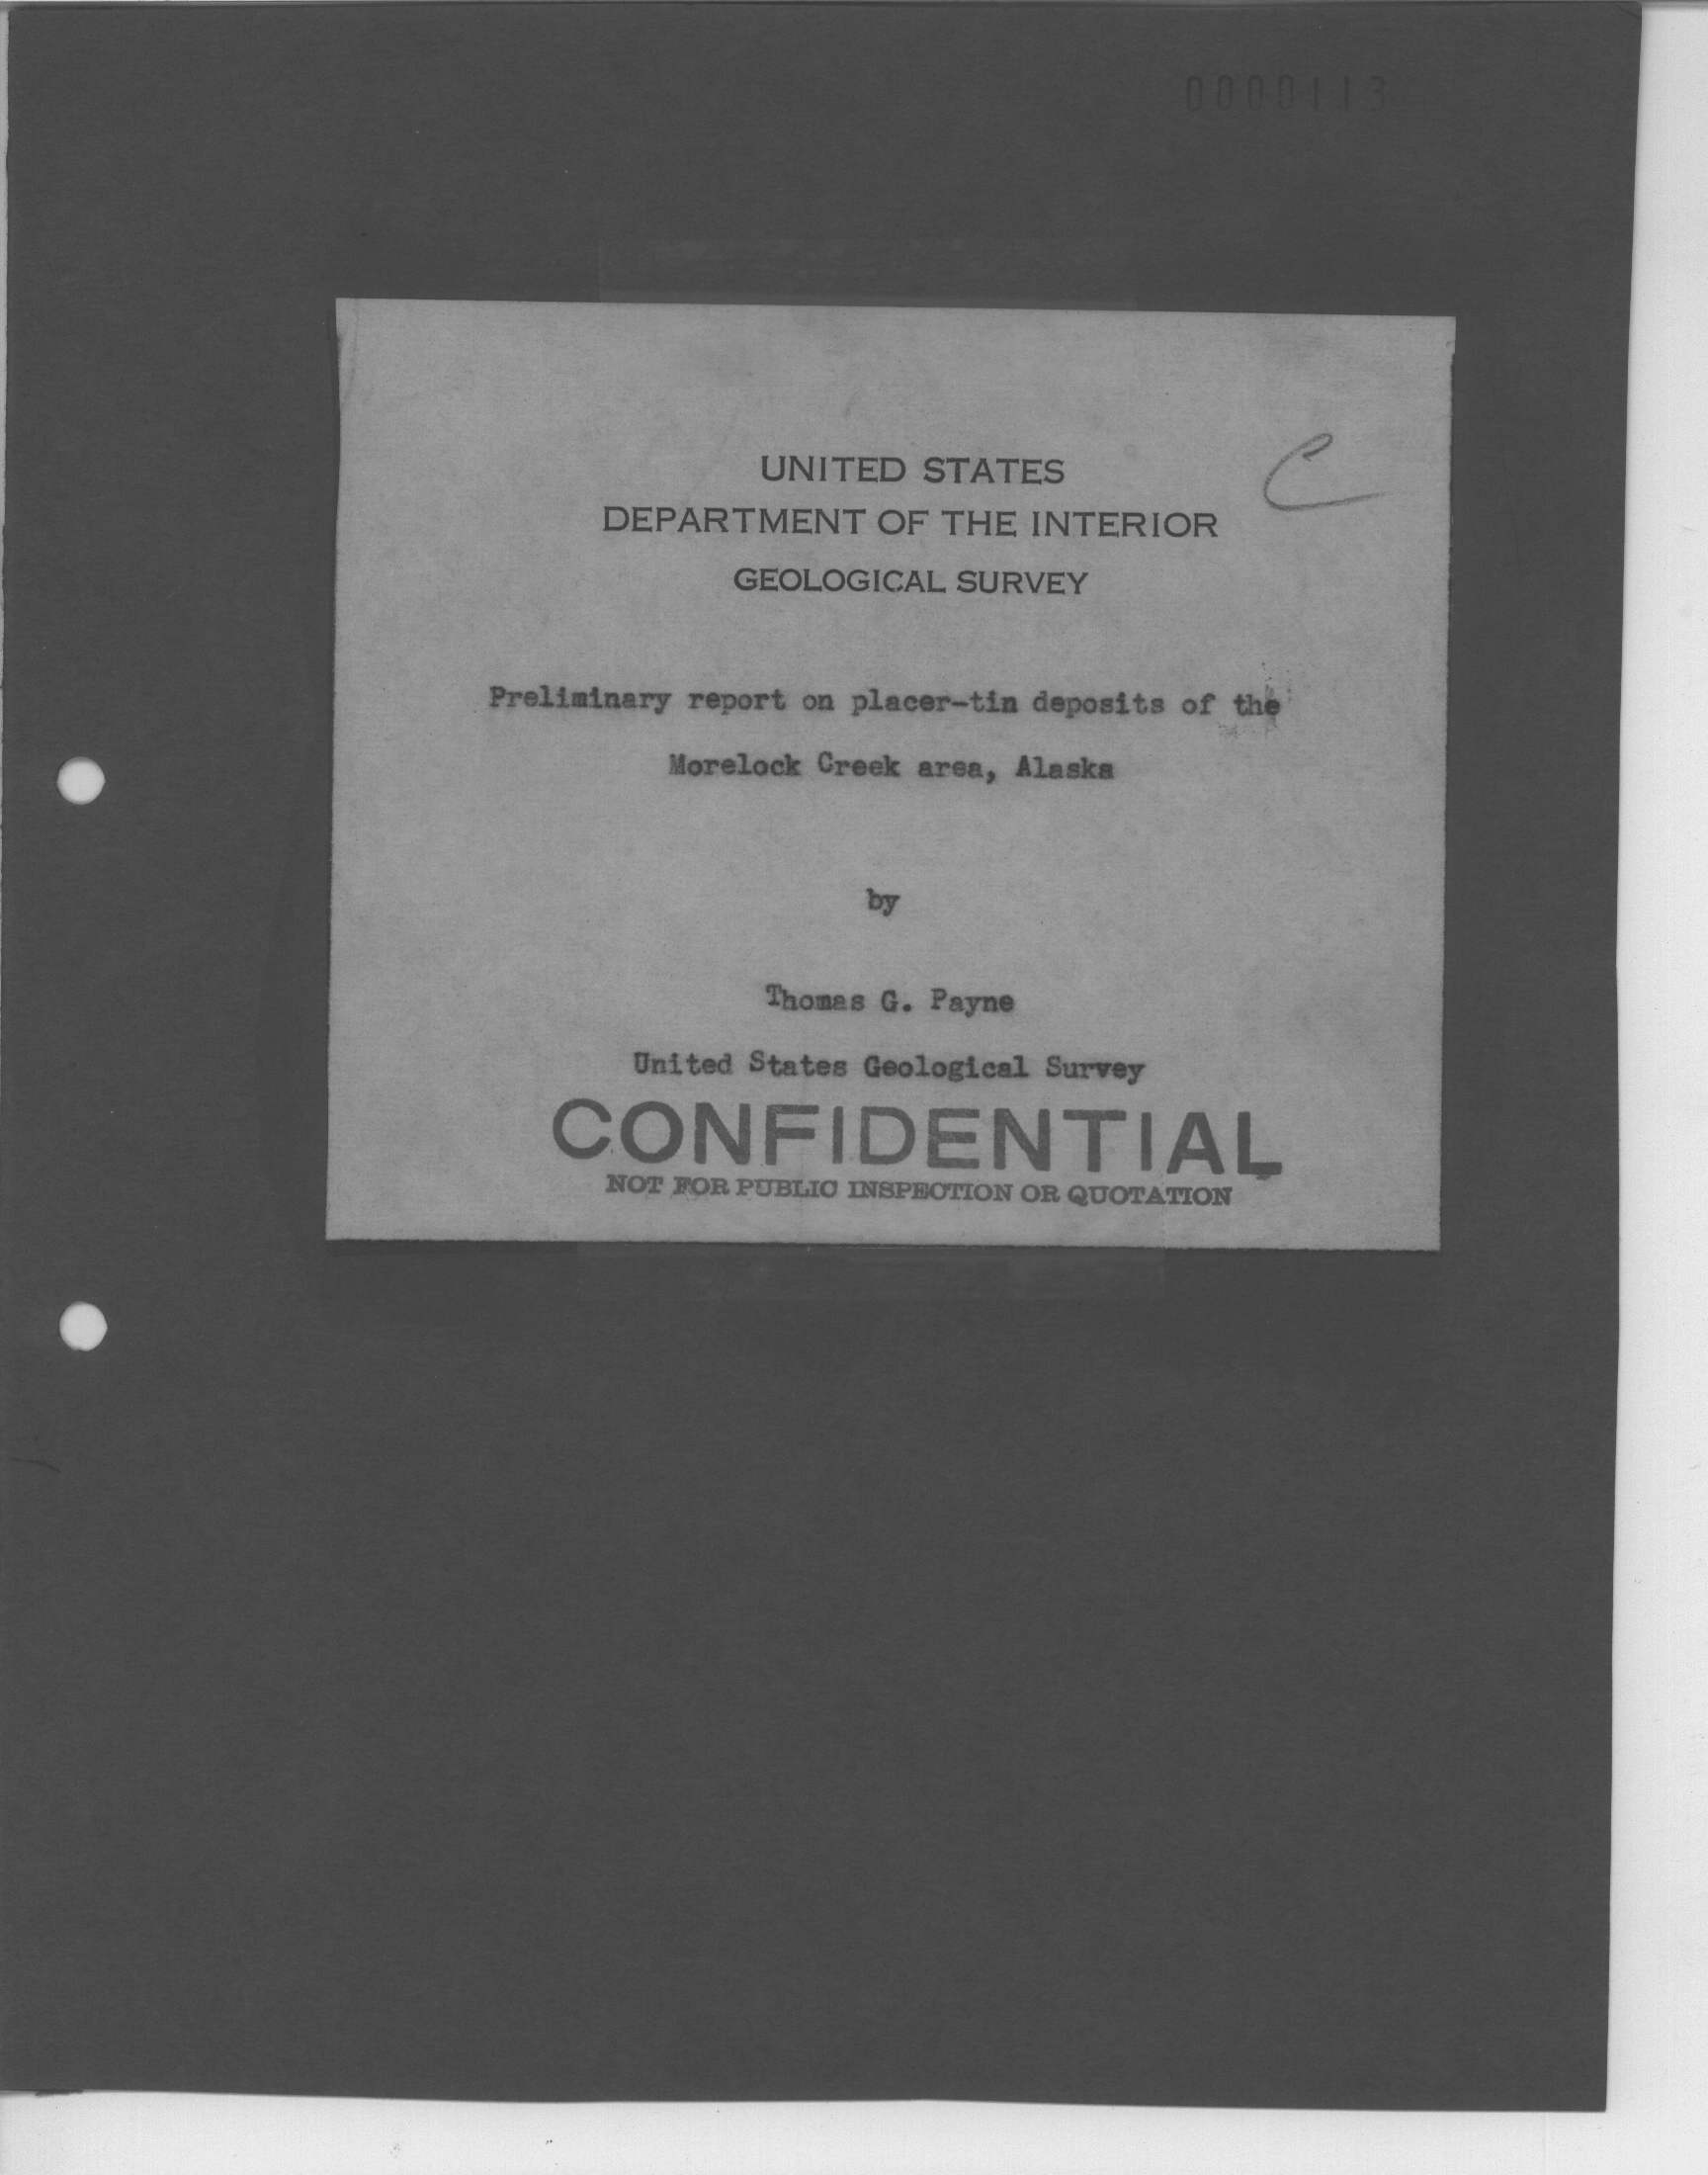 0000113
UNITED STATES
C
DEPARTMENT OF THE INTERIOR
GEOLOGICAL SURVEY
Preliminary report on placer-tin deposits of the
Morelock Creek area, Alaska
by
Thomas G. Payne
United States Geological Survey
CONFIDENTIAL
NOT FOR PUBLIC INSPECTION OR QUOTATION